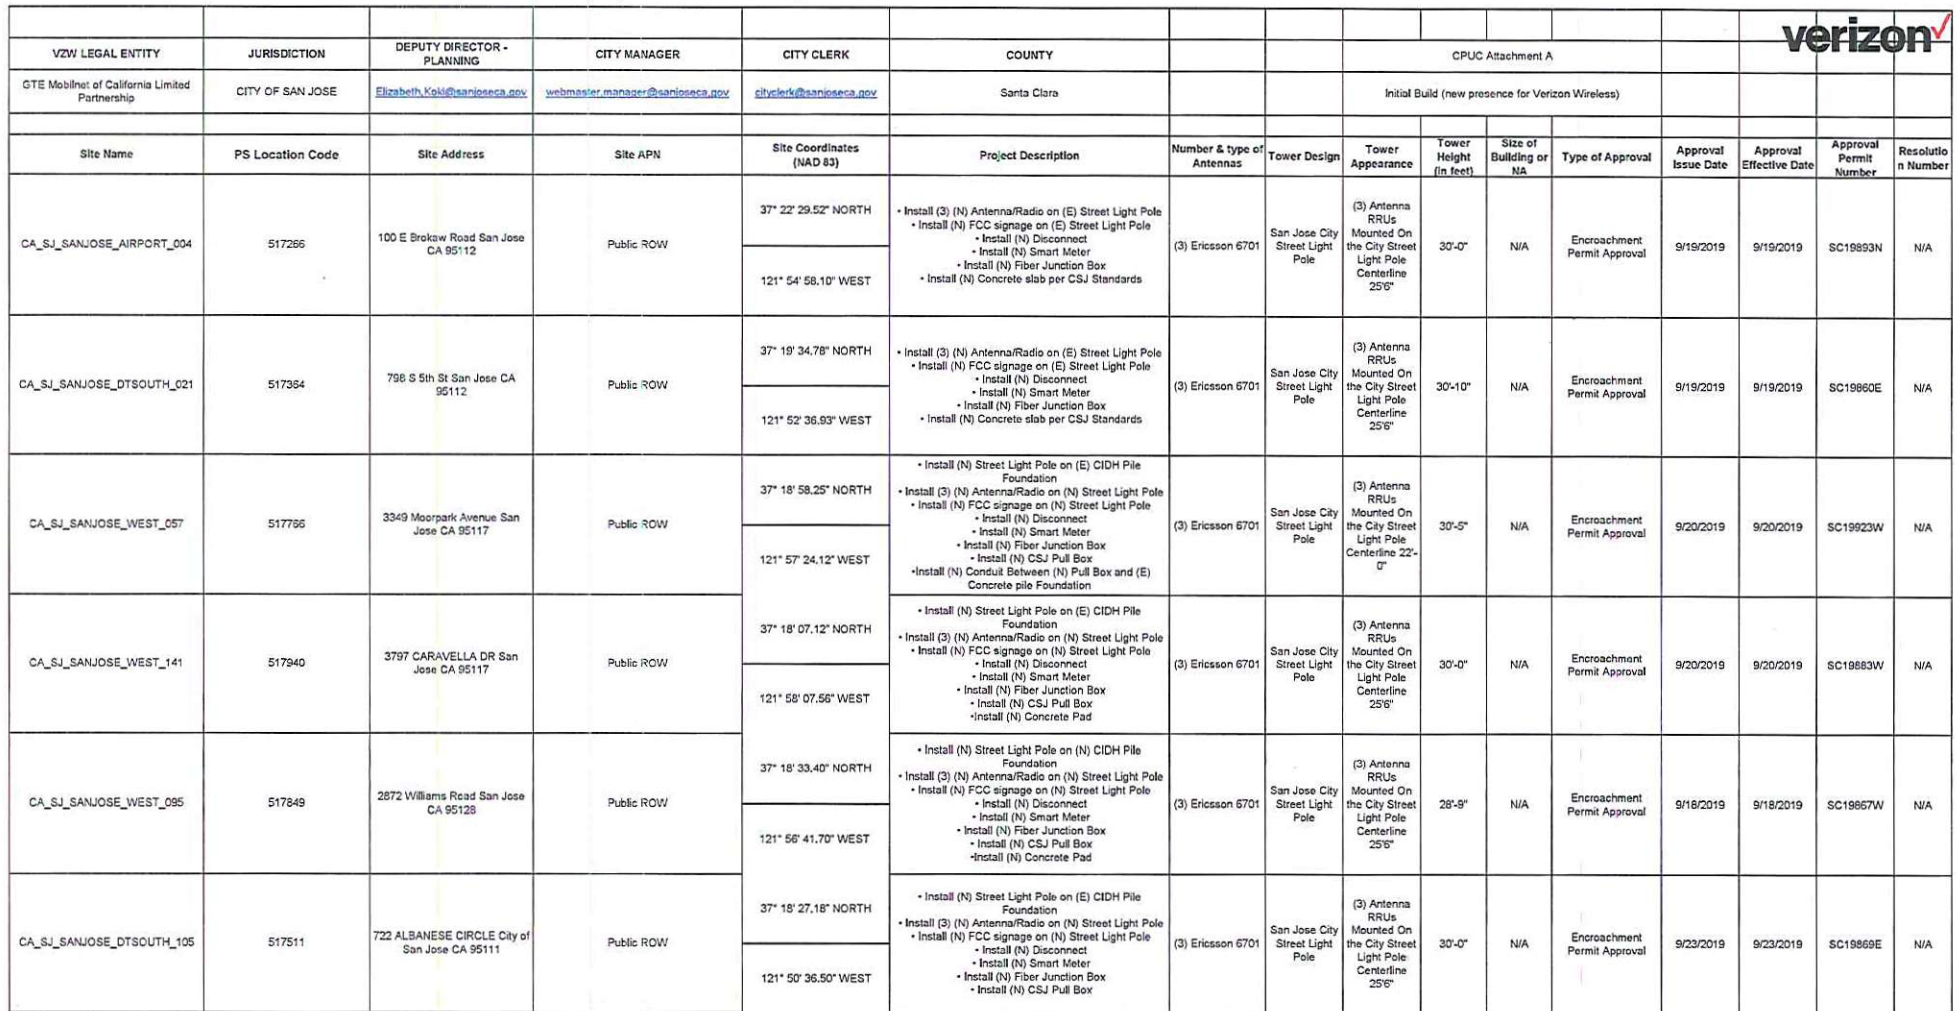 verizon
VZW LEGAL ENTITY
JURISDICTION
DEPUTY DIRECTOR -
PLANNING
CITY MANAGER
CITY CLERK
COUNTY
CPUC Attachment A
GTE Mobilnet of California Limited
Partnership
CITY OF SAN JOSE
Elizabeth.Koki@sanjoseca.gov
webmaster.manager@sanjoseca.gov
cityclerk@sanjoseca.gov
Santa Clara
Initial Build (new presence for Verizon Wireless)
Site Name
PS Location Code
Site Address
Site APN
Site Coordinates
(NAD 83)
Project Description
Number & type of
Antennas
Tower Design
Tower
Appearance
Tower
Height
(in feet)
Size of
Building or
NA
Type of Approval
Approval
Issue Date
Approval
Effective Date
Approval
Permit
Number
Resolutio
n Number
CA_SJ_SANJOSE_AIRPORT_004
517266
100 E Brokaw Road San Jose
CA 95112
Public ROW
37° 22' 29.52" NORTH
121° 54' 58.10" WEST
• Install (3) (N) Antenna/Radio on (E) Street Light Pole
• Install (N) FCC signage on (E) Street Light Pole
• Install (N) Disconnect
• Install (N) Smart Meter
• Install (N) Fiber Junction Box
• Install (N) Concrete slab per CSJ Standards
(3) Ericsson 6701
San Jose City
Street Light
Pole
(3) Antenna
RRUs
Mounted On
the City Street
Light Pole
Centerline
25'6"
30'-0"
N/A
Encroachment
Permit Approval
9/19/2019
9/19/2019
SC19893N
N/A
CA_SJ_SANJOSE_DTSOUTH_021
517364
798 S 5th St San Jose CA
95112
Public ROW
37° 19' 34.78" NORTH
121° 52' 36.93" WEST
• Install (3) (N) Antenna/Radio on (E) Street Light Pole
• Install (N) FCC signage on (E) Street Light Pole
• Install (N) Disconnect
• Install (N) Smart Meter
• Install (N) Fiber Junction Box
• Install (N) Concrete slab per CSJ Standards
(3) Ericsson 6701
San Jose City
Street Light
Pole
(3) Antenna
RRUs
Mounted On
the City Street
Light Pole
Centerline
25'6"
30'-10"
N/A
Encroachment
Permit Approval
9/19/2019
9/19/2019
SC19860E
N/A
CA_SJ_SANJOSE_WEST_057
517766
3349 Moorpark Avenue San
Jose CA 95117
Public ROW
37° 18' 58.25" NORTH
121° 57' 24.12" WEST
• Install (N) Street Light Pole on (E) CIDH Pile
Foundation
• Install (3) (N) Antenna/Radio on (N) Street Light Pole
• Install (N) FCC signage on (N) Street Light Pole
• Install (N) Disconnect
• Install (N) Smart Meter
• Install (N) Fiber Junction Box
• Install (N) CSJ Pull Box
•Install (N) Conduit Between (N) Pull Box and (E)
Concrete pile Foundation
(3) Ericsson 6701
San Jose City
Street Light
Pole
(3) Antenna
RRUs
Mounted On
the City Street
Light Pole
Centerline 22'-
0"
30'-5"
N/A
Encroachment
Permit Approval
9/20/2019
9/20/2019
SC19923W
N/A
CA_SJ_SANJOSE_WEST_141
517940
3797 CARAVELLA DR San
Jose CA 95117
Public ROW
37° 18' 07.12" NORTH
121° 58' 07.56" WEST
• Install (N) Street Light Pole on (E) CIDH Pile
Foundation
• Install (3) (N) Antenna/Radio on (N) Street Light Pole
• Install (N) FCC signage on (N) Street Light Pole
• Install (N) Disconnect
• Install (N) Smart Meter
• Install (N) Fiber Junction Box
• Install (N) CSJ Pull Box
•Install (N) Concrete Pad
(3) Ericsson 6701
San Jose City
Street Light
Pole
(3) Antenna
RRUs
Mounted On
the City Street
Light Pole
Centerline
25'6"
30'-0"
N/A
Encroachment
Permit Approval
9/20/2019
9/20/2019
SC19883W
N/A
CA_SJ_SANJOSE_WEST_095
517849
2872 Williams Road San Jose
CA 95128
Public ROW
37° 18' 33.40" NORTH
121° 56' 41.70" WEST
• Install (N) Street Light Pole on (N) CIDH Pile
Foundation
• Install (3) (N) Antenna/Radio on (N) Street Light Pole
• Install (N) FCC signage on (N) Street Light Pole
• Install (N) Disconnect
• Install (N) Smart Meter
• Install (N) Fiber Junction Box
• Install (N) CSJ Pull Box
•Install (N) Concrete Pad
(3) Ericsson 6701
San Jose City
Street Light
Pole
(3) Antenna
RRUs
Mounted On
the City Street
Light Pole
Centerline
25'6"
28'-9"
N/A
Encroachment
Permit Approval
9/18/2019
9/18/2019
SC19867W
N/A
CA_SJ_SANJOSE_DTSOUTH_105
517511
722 ALBANESE CIRCLE City of
San Jose CA 95111
Public ROW
37° 18' 27.18" NORTH
121° 50' 36.50" WEST
• Install (N) Street Light Pole on (E) CIDH Pile
Foundation
• Install (3) (N) Antenna/Radio on (N) Street Light Pole
• Install (N) FCC signage on (N) Street Light Pole
• Install (N) Disconnect
• Install (N) Smart Meter
• Install (N) Fiber Junction Box
• Install (N) CSJ Pull Box
(3) Ericsson 6701
San Jose City
Street Light
Pole
(3) Antenna
RRUs
Mounted On
the City Street
Light Pole
Centerline
25'6"
30'-0"
N/A
Encroachment
Permit Approval
9/23/2019
9/23/2019
SC19869E
N/A